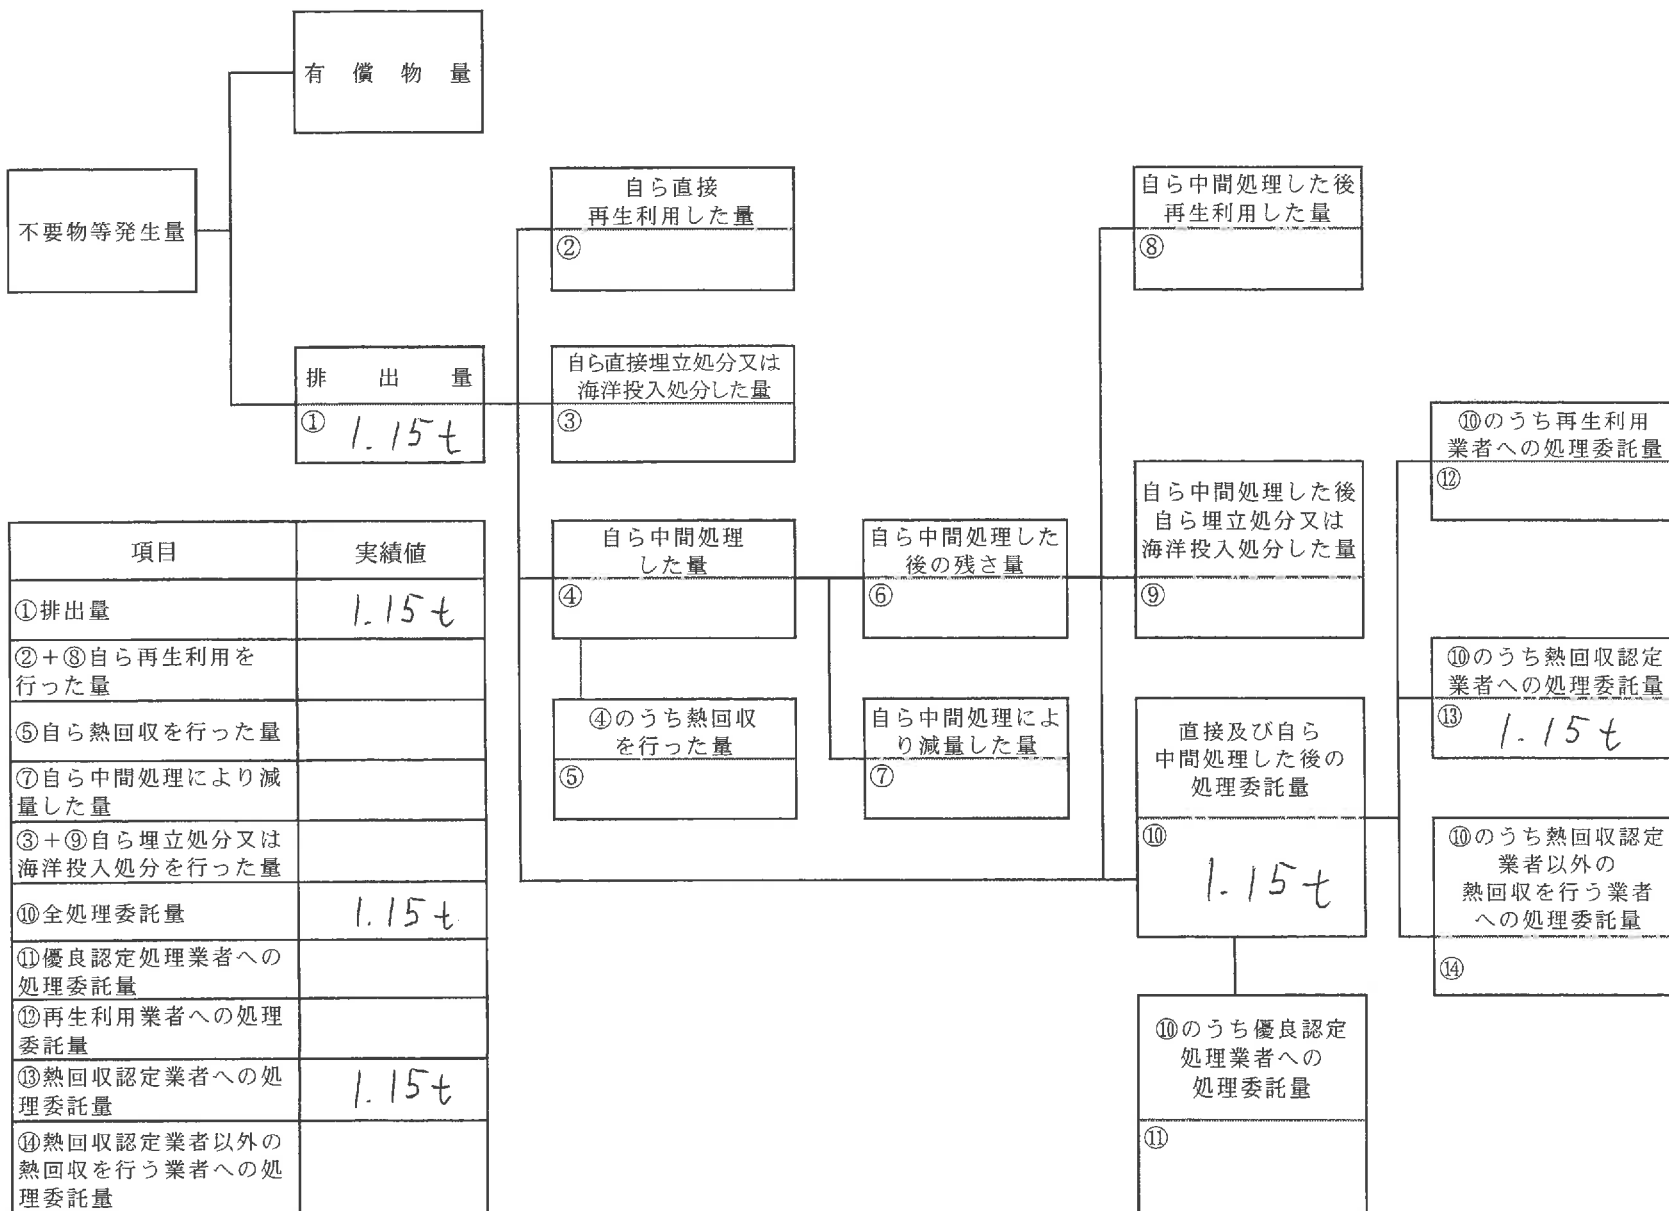 有償物量
不要物等発生量
排出量
① 1.15t
自ら直接
再生利用した量
②
自ら直接埋立処分又は
海洋投入処分した量
③
自ら中間処理
した量
④
④のうち熱回収
を行った量
⑤
自ら中間処理した
後の残さ量
⑥
自ら中間処理によ
り減量した量
⑦
自ら中間処理した後
再生利用した量
⑧
自ら中間処理した後
自ら埋立処分又は
海洋投入処分した量
⑨
直接及び自ら
中間処理した後の
処理委託量
⑩
1.15t
⑩のうち優良認定
処理業者への
処理委託量
⑪
⑩のうち再生利用
業者への処理委託量
⑫
⑩のうち熱回収認定
業者への処理委託量
⑬ 1.15t
⑩のうち熱回収認定
業者以外の
熱回収を行う業者
への処理委託量
⑭
項目 実績値
①排出量 1.15t
②+⑧自ら再生利用を
行った量
⑤自ら熱回収を行った量
⑦自ら中間処理により減
量した量
③+⑨自ら埋立処分又は
海洋投入処分を行った量
⑩全処理委託量 1.15t
⑪優良認定処理業者への
処理委託量
⑫再生利用業者への処理
委託量
⑬熱回収認定業者への処
理委託量 1.15t
⑭熱回収認定業者以外の
熱回収を行う業者への処
理委託量